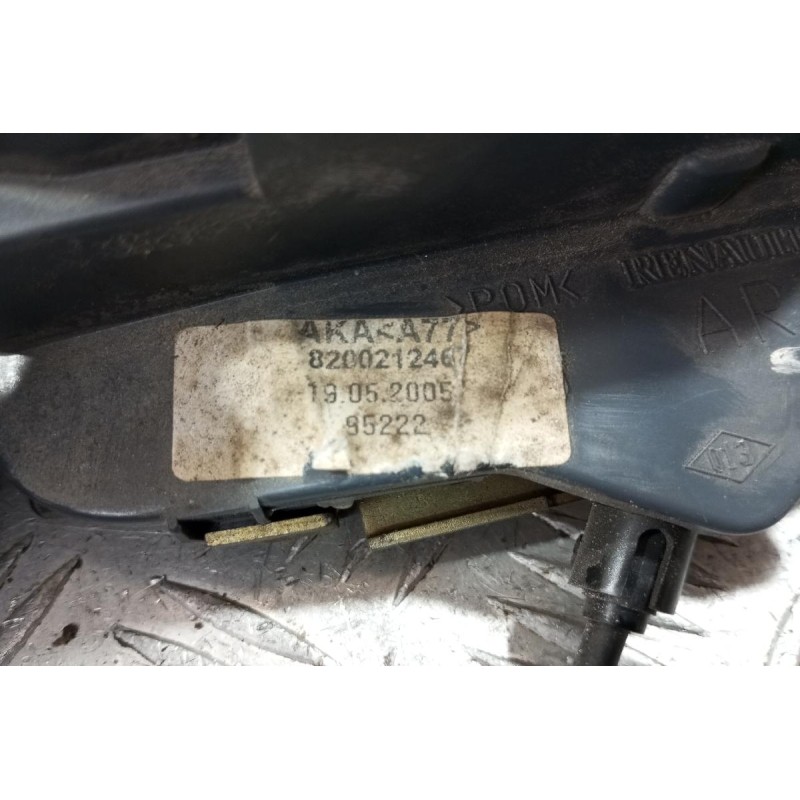 RENAULT
>POM<
AR
AKA<A77>
820021246
19.05.2005
95222